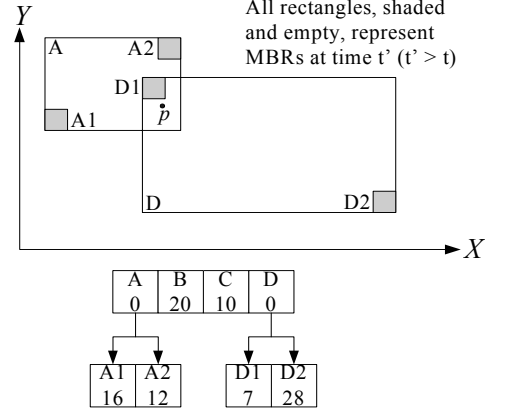 All rectangles, shaded
and empty, represent
MBRs at time t’ (t’ > t)
Y
A A2
D1
p
A1
D D2
X
A B C D
0 20 10 0
A1 A2 D1 D2
16 12 7 28